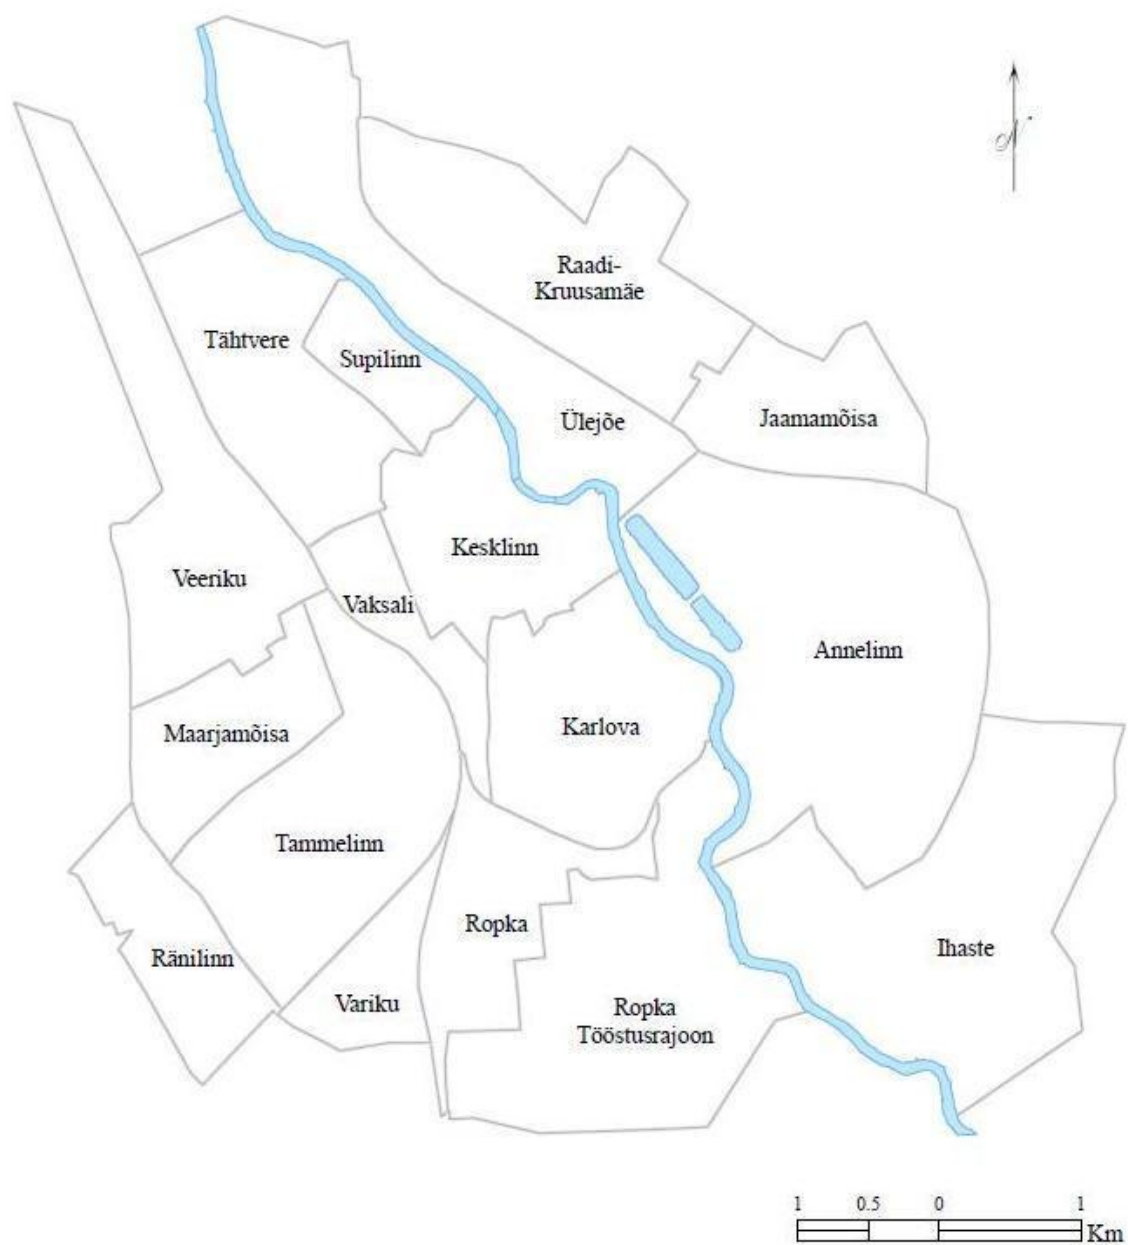 N
Raadi-
Kruusamäe
Tähtvere
Supilinn
Ülejõe
Jaamamõisa
Kesklinn
Veeriku
Vaksali
Annelinn
Karlova
Maarjamõisa
Tammelinn
Ropka
Ihaste
Ränilinn
Variku
Ropka
Tööstusrajoon
1 0.5 0 1
Km